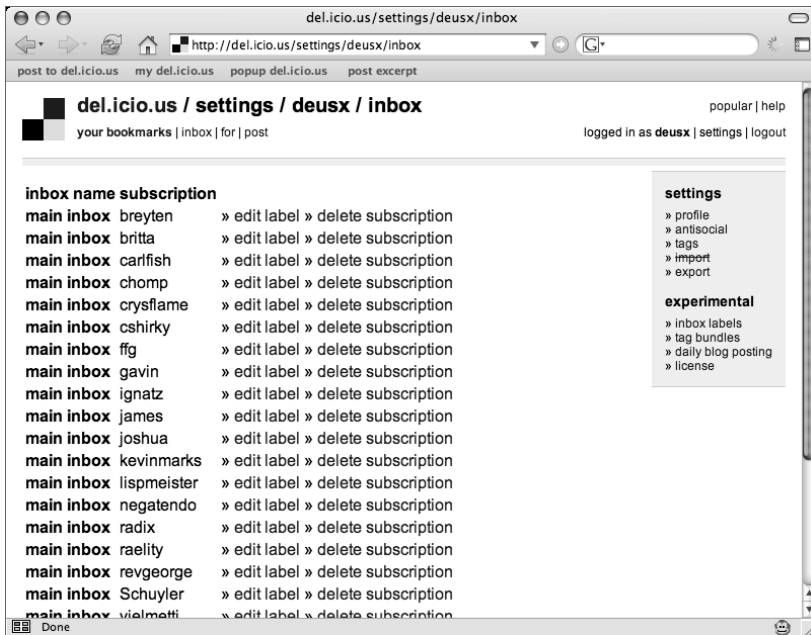 del.icio.us/settings/deusx/inbox
http://del.icio.us/settings/deusx/inbox
G
post to del.icio.us my del.icio.us popup del.icio.us post excerpt
del.icio.us / settings / deusx / inbox
popular | help
your bookmarks | inbox | for | post
logged in as deusx | settings | logout
inbox name subscription
main inbox breyten » edit label » delete subscription
main inbox britta » edit label » delete subscription
main inbox carlfish » edit label » delete subscription
main inbox chomp » edit label » delete subscription
main inbox crysflame » edit label » delete subscription
main inbox cshirky » edit label » delete subscription
main inbox ffg » edit label » delete subscription
main inbox gavin » edit label » delete subscription
main inbox ignatz » edit label » delete subscription
main inbox james » edit label » delete subscription
main inbox joshua » edit label » delete subscription
main inbox kevinmarks » edit label » delete subscription
main inbox lispmeister » edit label » delete subscription
main inbox negatendo » edit label » delete subscription
main inbox radix » edit label » delete subscription
main inbox raelity » edit label » delete subscription
main inbox revgeorge » edit label » delete subscription
main inbox Schuyler » edit label » delete subscription
main inbox vielmetti » edit label » delete subscription
settings
» profile
» antisocial
» tags
» import
» export
experimental
» inbox labels
» tag bundles
» daily blog posting
» license
Done